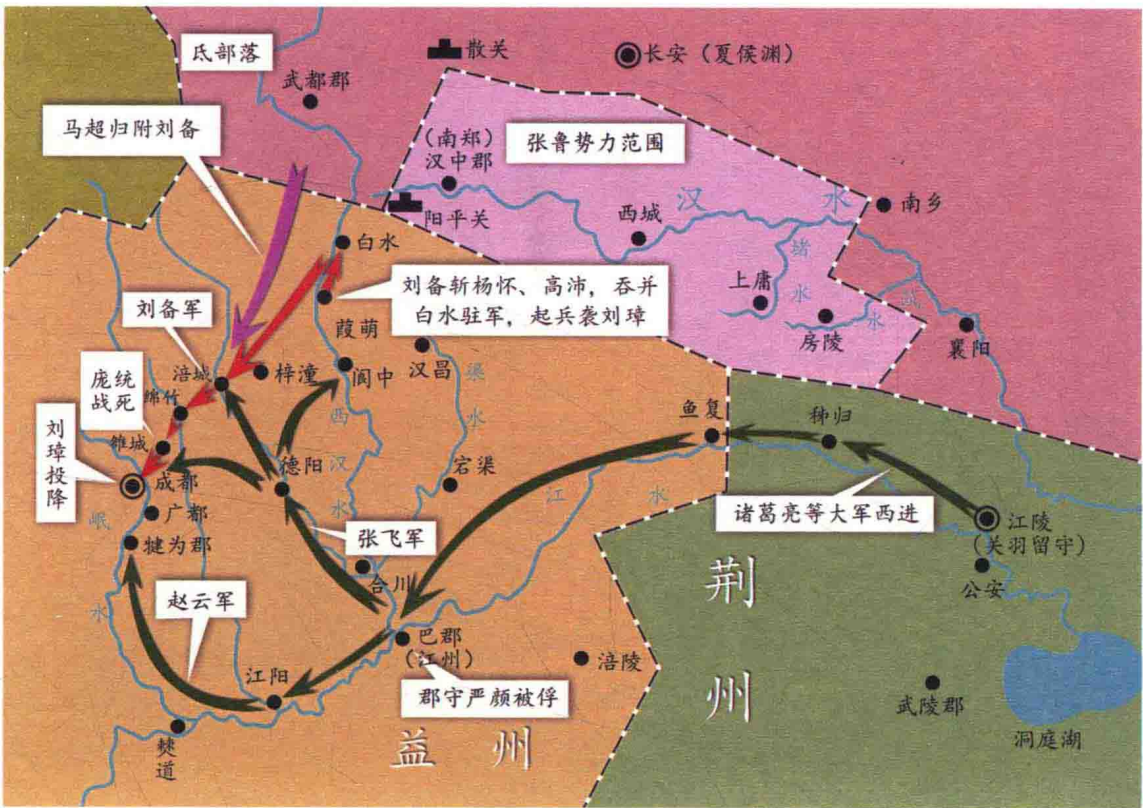 氐部落
散关
长安（夏侯渊）
武都郡
马超归附刘备
（南郑）
汉中郡
张鲁势力范围
阳平关
西城
汉水
南乡
白水
堵水
上庸
房陵
襄阳
刘备斩杨怀、高沛，吞并
白水驻军，起兵袭刘璋
刘备军
葭萌
汉昌
渠水
涪城
梓潼
阆中
庞统
战死
绵竹
西汉水
鱼复
秭归
刘璋投降
雒城
成都
德阳
宕渠
江水
诸葛亮等大军西进
江陵
（关羽留守）
广都
岷水
犍为郡
张飞军
合川
公安
荆州
赵云军
巴郡
（江州）
涪陵
江阳
郡守严颜被俘
武陵郡
洞庭湖
益州
僰道